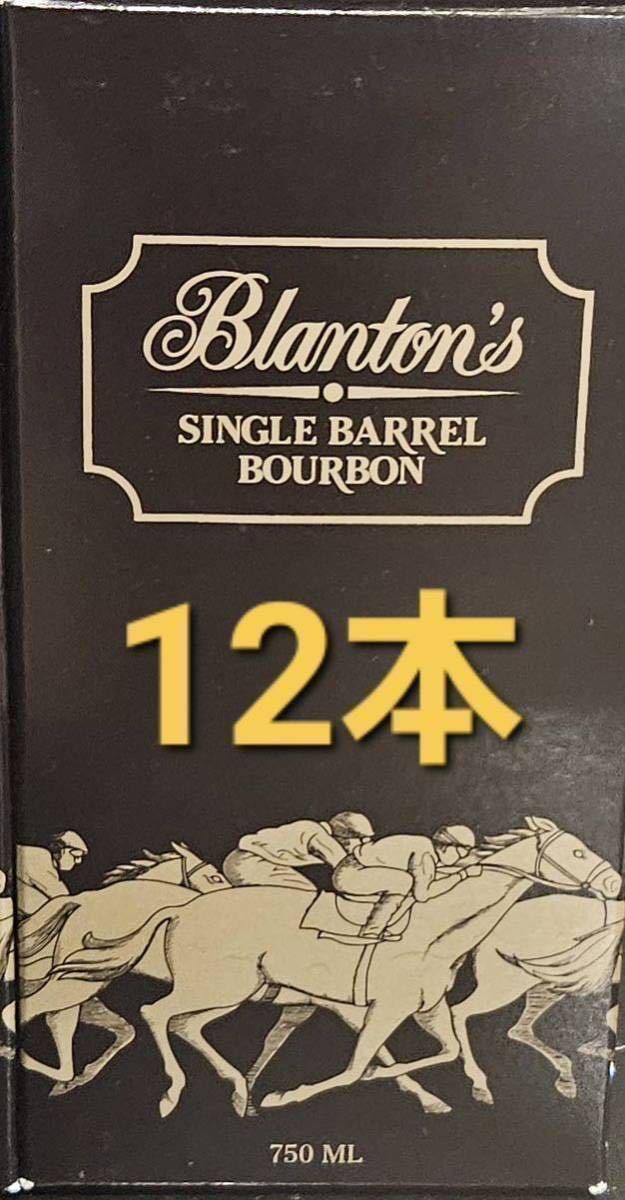 Blanton's
SINGLE BARREL
BOURBON
12本
750 ML